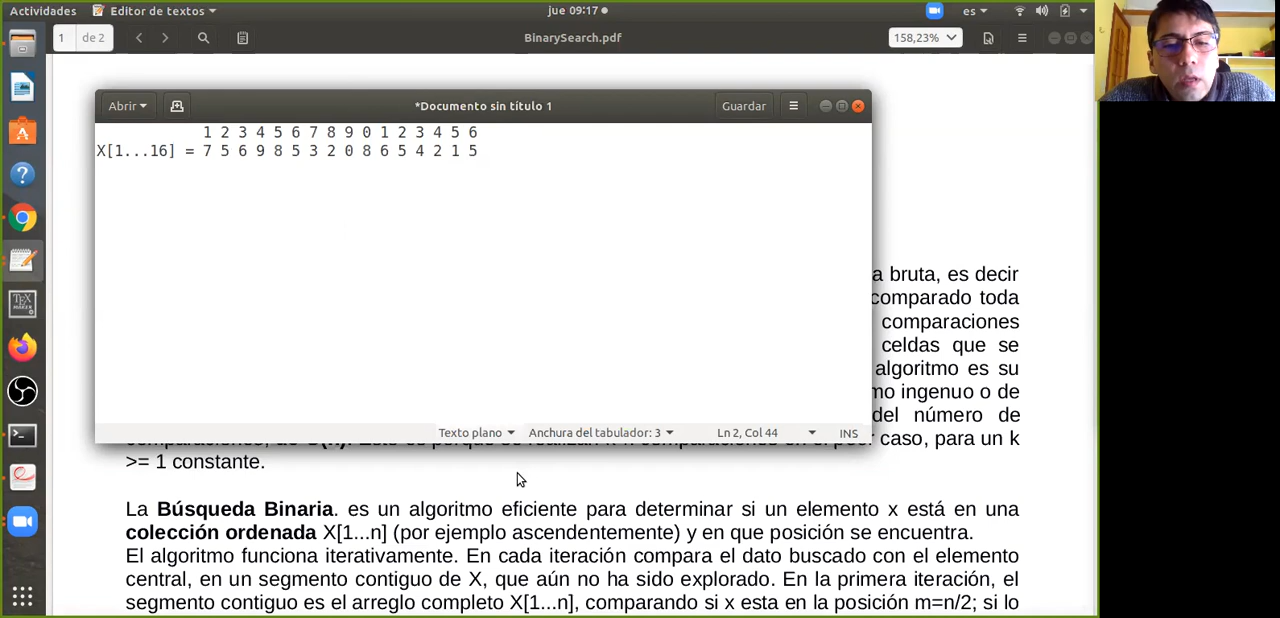 Actividades
Editor de textos
jue 09:17
es
1 de 2
BinarySearch.pdf
158,23%
Abrir
*Documento sin título 1
Guardar
1 2 3 4 5 6 7 8 9 0 1 2 3 4 5 6
X[1...16] = 7 5 6 9 8 5 3 2 0 8 6 5 4 2 1 5
a bruta, es decir
comparado toda
comparaciones
celdas que se
algoritmo es su
mo ingenuo o de
del número de
Texto plano
Anchura del tabulador: 3
Ln 2, Col 44
INS
caso, para un k
>= 1 constante.
La Búsqueda Binaria. es un algoritmo eficiente para determinar si un elemento x está en una
colección ordenada X[1...n] (por ejemplo ascendentemente) y en que posición se encuentra.
El algoritmo funciona iterativamente. En cada iteración compara el dato buscado con el elemento
central, en un segmento contiguo de X, que aún no ha sido explorado. En la primera iteración, el
segmento contiguo es el arreglo completo X[1...n], comparando si x esta en la posición m=n/2; si lo